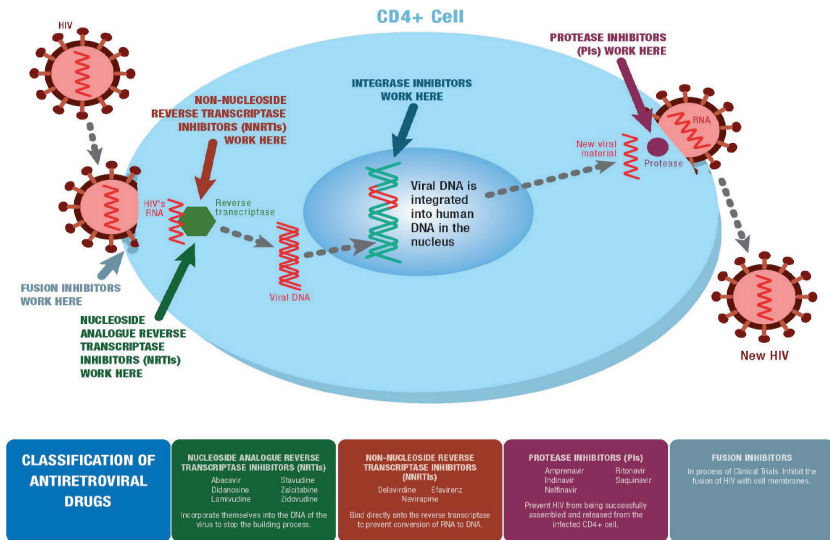 CD4+ Cell
HIV
NON-NUCLEOSIDE
REVERSE TRANSCRIPTASE
INHIBITORS (NNRTIs)
WORK HERE
INTEGRASE INHIBITORS
WORK HERE
PROTEASE INHIBITORS
(PIs) WORK HERE
RNA
New viral
material
Protease
HIV's
RNA
Reverse
transcriptase
Viral DNA is
integrated
into human
DNA in the
nucleus
Viral DNA
FUSION INHIBITORS
WORK HERE
NUCLEOSIDE
ANALOGUE REVERSE
TRANSCRIPTASE
INHIBITORS (NRTIs)
WORK HERE
New HIV
CLASSIFICATION OF
ANTIRETROVIRAL
DRUGS
NUCLEOSIDE ANALOGUE REVERSE
TRANSCRIPTASE INHIBITORS (NRTIs)
Abacavir Stavudine
Didanosine Zalcitabine
Lamivudine Zidovudine
Incorporate themselves into the DNA of the
virus to stop the building process.
NON-NUCLEOSIDE REVERSE
TRANSCRIPTASE INHIBITORS
(NNRTIs)
Delavirdine Efavirenz
Nevirapine
Bind directly onto the reverse transcriptase
to prevent conversion of RNA to DNA.
PROTEASE INHIBITORS (PIs)
Amprenavir Ritonavir
Indinavir Saquinavir
Nelfinavir
Prevent HIV from being successfully
assembled and released from the
infected CD4+ cell.
FUSION INHIBITORS
In process of Clinical Trials. Inhibit the
fusion of HIV with cell membranes.